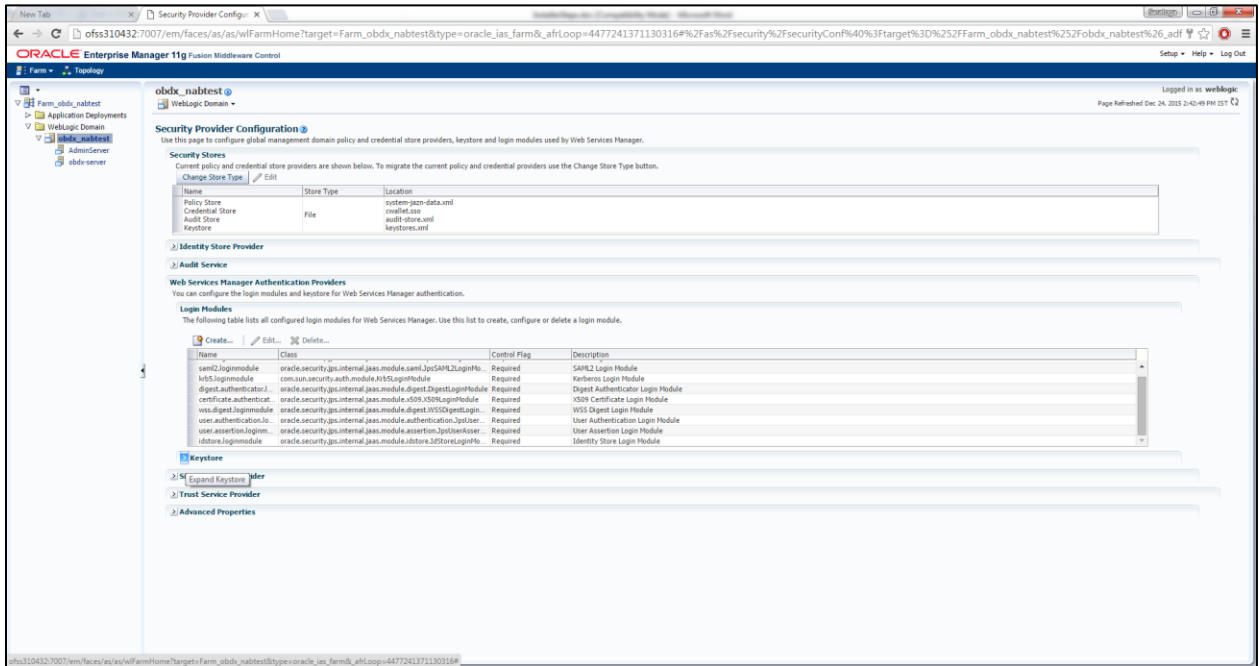 New Tab
Security Provider Configur
ofss310432:7007/em/faces/as/as/wlFarmHome?target=Farm_obdx_nabtest&type=oracle_ias_farm&_afrLoop=4477241371130316#%2Fas%2Fsecurity%2FsecurityConf%40%3Ftarget%3D%252FFarm_obdx_nabtest%252Fobdx_nabtest%26_adf
ORACLE Enterprise Manager 11g Fusion Middleware Control
Setup Help Log Out
Farm Topology
Farm_obdx_nabtest
Application Deployments
WebLogic Domain
obdx_nabtest
AdminServer
obdx-server
obdx_nabtest
WebLogic Domain
Logged in as weblogic
Page Refreshed Dec 24, 2015 2:42:49 PM IST
Security Provider Configuration
Use this page to configure global management domain policy and credential store providers, keystore and login modules used by Web Services Manager.
Security Stores
Current policy and credential store providers are shown below. To migrate the current policy and credential providers use the Change Store Type button.
Change Store Type Edit
Name Store Type Location
Policy Store system-jazn-data.xml
Credential Store cwallet.sso
File
Audit Store audit-store.xml
Keystore keystores.xml
Identity Store Provider
Audit Service
Web Services Manager Authentication Providers
You can configure the login modules and keystore for Web Services Manager authentication.
Login Modules
The following table lists all configured login modules for Web Services Manager. Use this list to create, configure or delete a login module.
Create... Edit... Delete...
Name Class Control Flag Description
saml2.loginmodule oracle.security.jps.internal.jaas.module.saml.JpsSAML2LoginMo... Required SAML2 Login Module
krb5.loginmodule com.sun.security.auth.module.Krb5LoginModule Required Kerberos Login Module
digest.authenticator.l... oracle.security.jps.internal.jaas.module.digest.DigestLoginModule Required Digest Authenticator Login Module
certificate.authenticat... oracle.security.jps.internal.jaas.module.x509.X509LoginModule Required X509 Certificate Login Module
wss.digest.loginmodule oracle.security.jps.internal.jaas.module.digest.WSSDigestLogin... Required WSS Digest Login Module
user.authentication.lo... oracle.security.jps.internal.jaas.module.authentication.JpsUser... Required User Authentication Login Module
user.assertion.loginm... oracle.security.jps.internal.jaas.module.assertion.JpsUserAsser... Required User Assertion Login Module
idstore.loginmodule oracle.security.jps.internal.jaas.module.idstore.IdStoreLoginMo... Required Identity Store Login Module
Keystore
Expand Keystore
Trust Service Provider
Advanced Properties
ofss310432:7007/em/faces/as/as/wlFarmHome?target=Farm_obdx_nabtest&type=oracle_ias_farm&_afrLoop=4477241371130316#